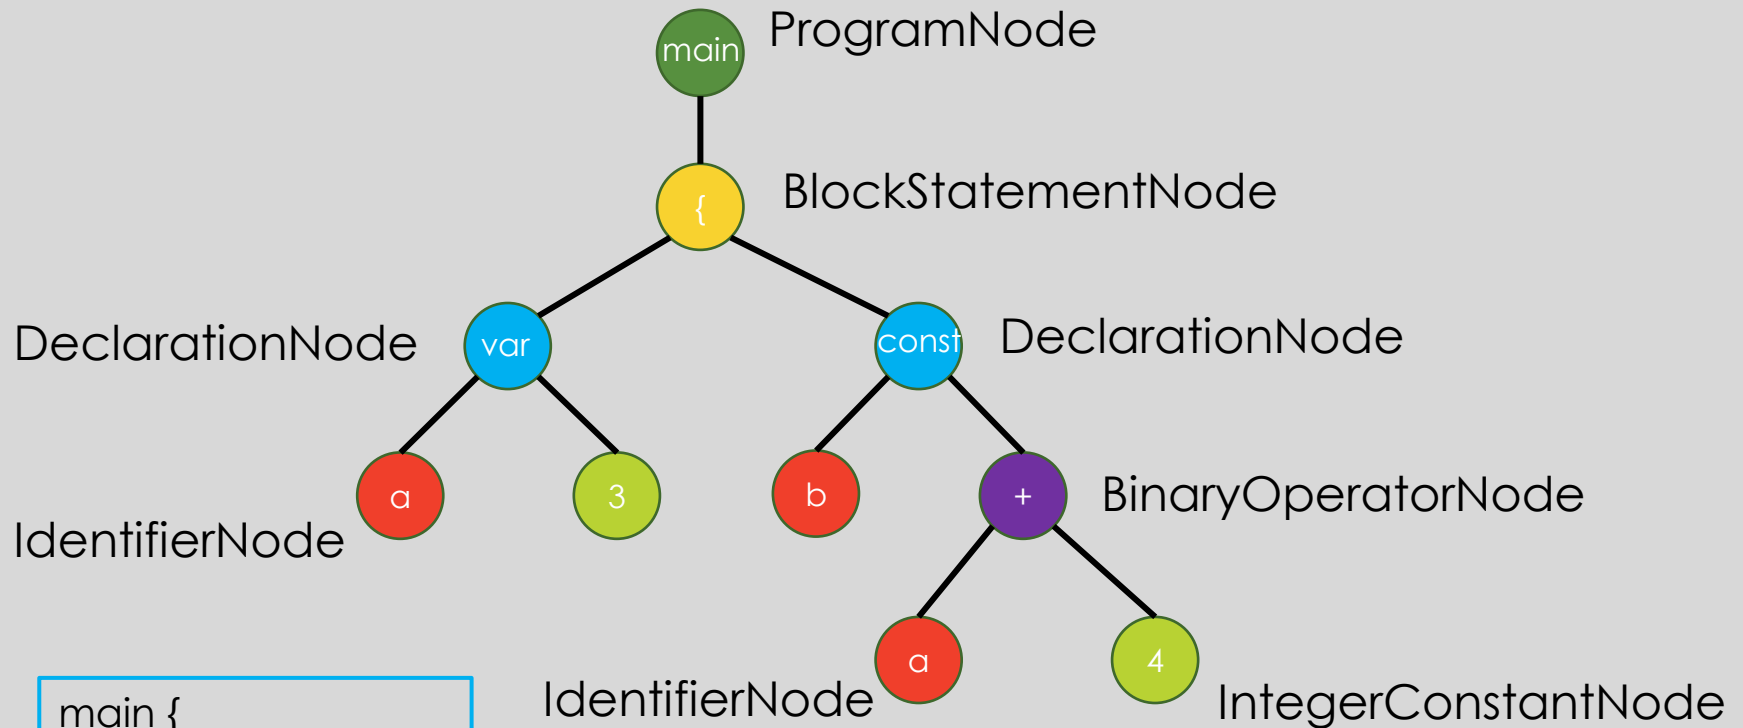 main
ProgramNode
{
BlockStatementNode
DeclarationNode
var
const
DeclarationNode
a
3
b
+
BinaryOperatorNode
IdentifierNode
a
4
IdentifierNode
IntegerConstantNode
main {